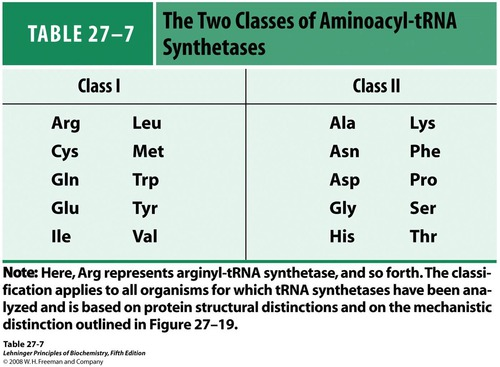 TABLE 27–7
The Two Classes of Aminoacyl-tRNA
Synthetases
Class I
Class II
Arg Leu Ala Lys
Cys Met Asn Phe
Gln Trp Asp Pro
Glu Tyr Gly Ser
Ile Val His Thr
Note: Here, Arg represents arginyl-tRNA synthetase, and so forth. The classi-
fication applies to all organisms for which tRNA synthetases have been ana-
lyzed and is based on protein structural distinctions and on the mechanistic
distinction outlined in Figure 27–19.
Table 27-7
Lehninger Principles of Biochemistry, Fifth Edition
© 2008 W. H. Freeman and Company